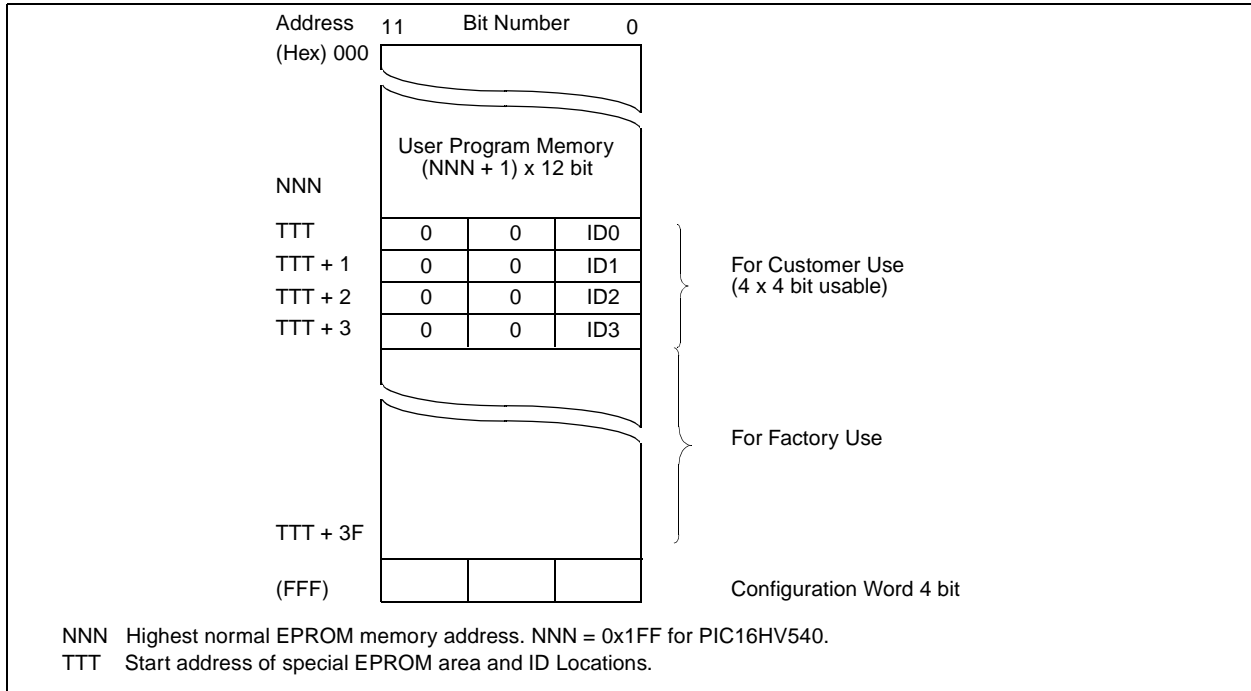 Address 11 Bit Number 0
(Hex) 000
User Program Memory
(NNN + 1) x 12 bit
NNN
TTT 0 0 ID0
TTT + 1 0 0 ID1
TTT + 2 0 0 ID2
TTT + 3 0 0 ID3
For Customer Use
(4 x 4 bit usable)
For Factory Use
TTT + 3F
(FFF) Configuration Word 4 bit
NNN Highest normal EPROM memory address. NNN = 0x1FF for PIC16HV540.
TTT Start address of special EPROM area and ID Locations.